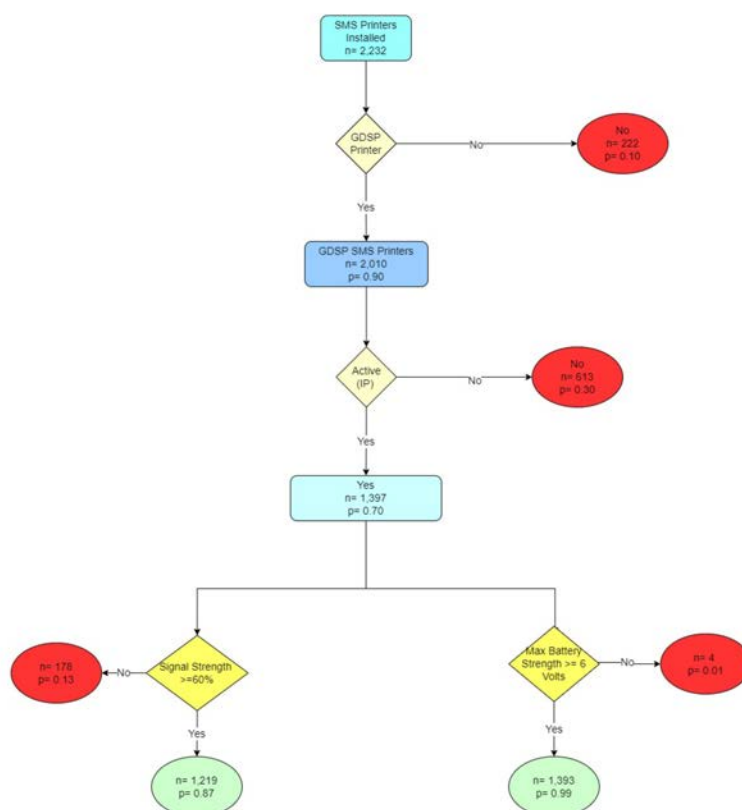 SMS Printers
Installed
n= 2,232
GDSP
Printer
No
No
n= 222
p= 0.10
Yes
GDSP SMS Printers
n= 2,010
p= 0.90
Active
(IP)
No
No
n= 613
p= 0.30
Yes
Yes
n= 1,397
p= 0.70
n= 178
p= 0.13
No
Signal Strength
>=60%
Max Battery
Strength >= 6
Volts
No
n= 4
p= 0.01
Yes
Yes
n= 1,219
p= 0.87
n= 1,393
p= 0.99